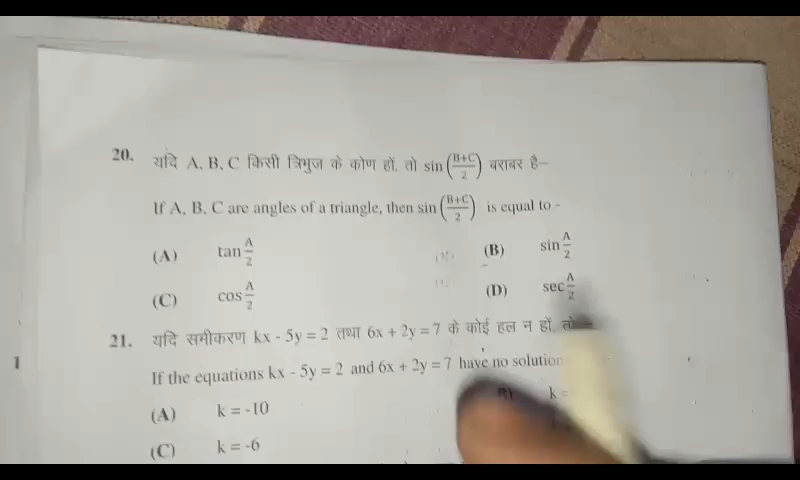 20. यदि A, B, C किसी त्रिभुज के कोण हों, तो sin (B+C/2) बराबर है–
If A, B, C are angles of a triangle, then sin (B+C/2) is equal to -
(A) tan A/2 (B) sin A/2
(C) cos A/2 (D) sec A/2
21. यदि समीकरण kx - 5y = 2 तथा 6x + 2y = 7 के कोई हल न हों, तो
If the equations kx - 5y = 2 and 6x + 2y = 7 have no solution
(A) k = -10 k =
(C) k = -6
1